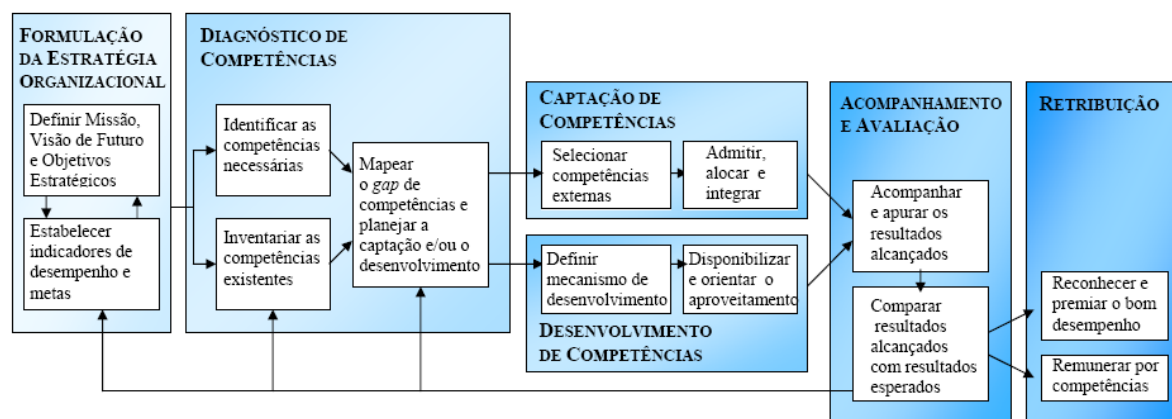 FORMULAÇÃO
DA ESTRATÉGIA
ORGANIZACIONAL
Definir Missão,
Visão de Futuro
e Objetivos
Estratégicos
Estabelecer
indicadores de
desempenho e
metas
DIAGNÓSTICO DE
COMPETÊNCIAS
Identificar as
competências
necessárias
Inventariar as
competências
existentes
Mapear
o gap de
competências e
planejar a
captação e/ou o
desenvolvimento
CAPTAÇÃO DE
COMPETÊNCIAS
Selecionar
competências
externas
Admitir,
alocar e
integrar
Definir
mecanismo de
desenvolvimento
Disponibilizar
e orientar o
aproveitamento
DESENVOLVIMENTO
DE COMPETÊNCIAS
ACOMPANHAMENTO
E AVALIAÇÃO
Acompanhar
e apurar os
resultados
alcançados
Comparar
resultados
alcançados
com resultados
esperados
RETRIBUIÇÃO
Reconhecer e
premiar o bom
desempenho
Remunerar por
competências